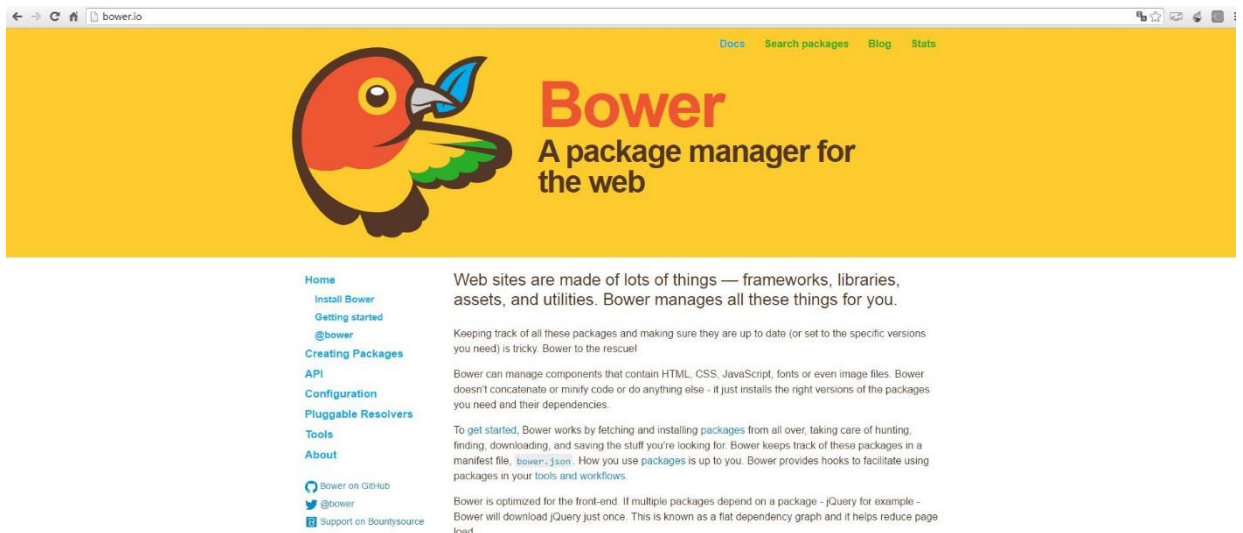 bower.io
Docs Search packages Blog Stats
Bower
A package manager for
the web
Home
Install Bower
Getting started
@bower
Creating Packages
API
Configuration
Pluggable Resolvers
Tools
About
Bower on GitHub
@bower
Support on Bountysource
Web sites are made of lots of things — frameworks, libraries,
assets, and utilities. Bower manages all these things for you.
Keeping track of all these packages and making sure they are up to date (or set to the specific versions
you need) is tricky. Bower to the rescue!
Bower can manage components that contain HTML, CSS, JavaScript, fonts or even image files. Bower
doesn't concatenate or minify code or do anything else - it just installs the right versions of the packages
you need and their dependencies.
To get started, Bower works by fetching and installing packages from all over, taking care of hunting,
finding, downloading, and saving the stuff you're looking for. Bower keeps track of these packages in a
manifest file, bower.json. How you use packages is up to you. Bower provides hooks to facilitate using
packages in your tools and workflows.
Bower is optimized for the front-end. If multiple packages depend on a package - jQuery for example -
Bower will download jQuery just once. This is known as a flat dependency graph and it helps reduce page
load